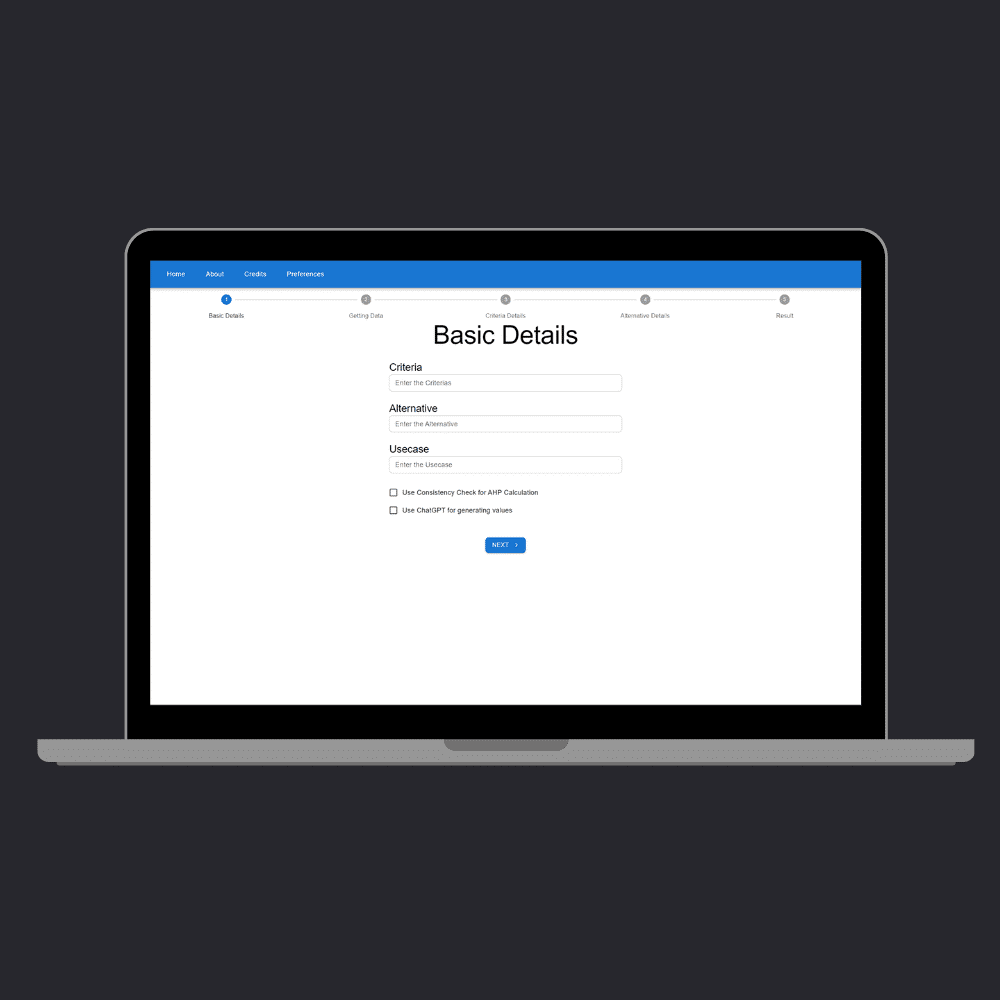 Home About Credits Preferences
1 2 3 4 5
Basic Details Getting Data Criteria Details Alternative Details Result
Basic Details
Criteria
Enter the Criterias
Alternative
Enter the Alternative
Usecase
Enter the Usecase
Use Consistency Check for AHP Calculation
Use ChatGPT for generating values
NEXT